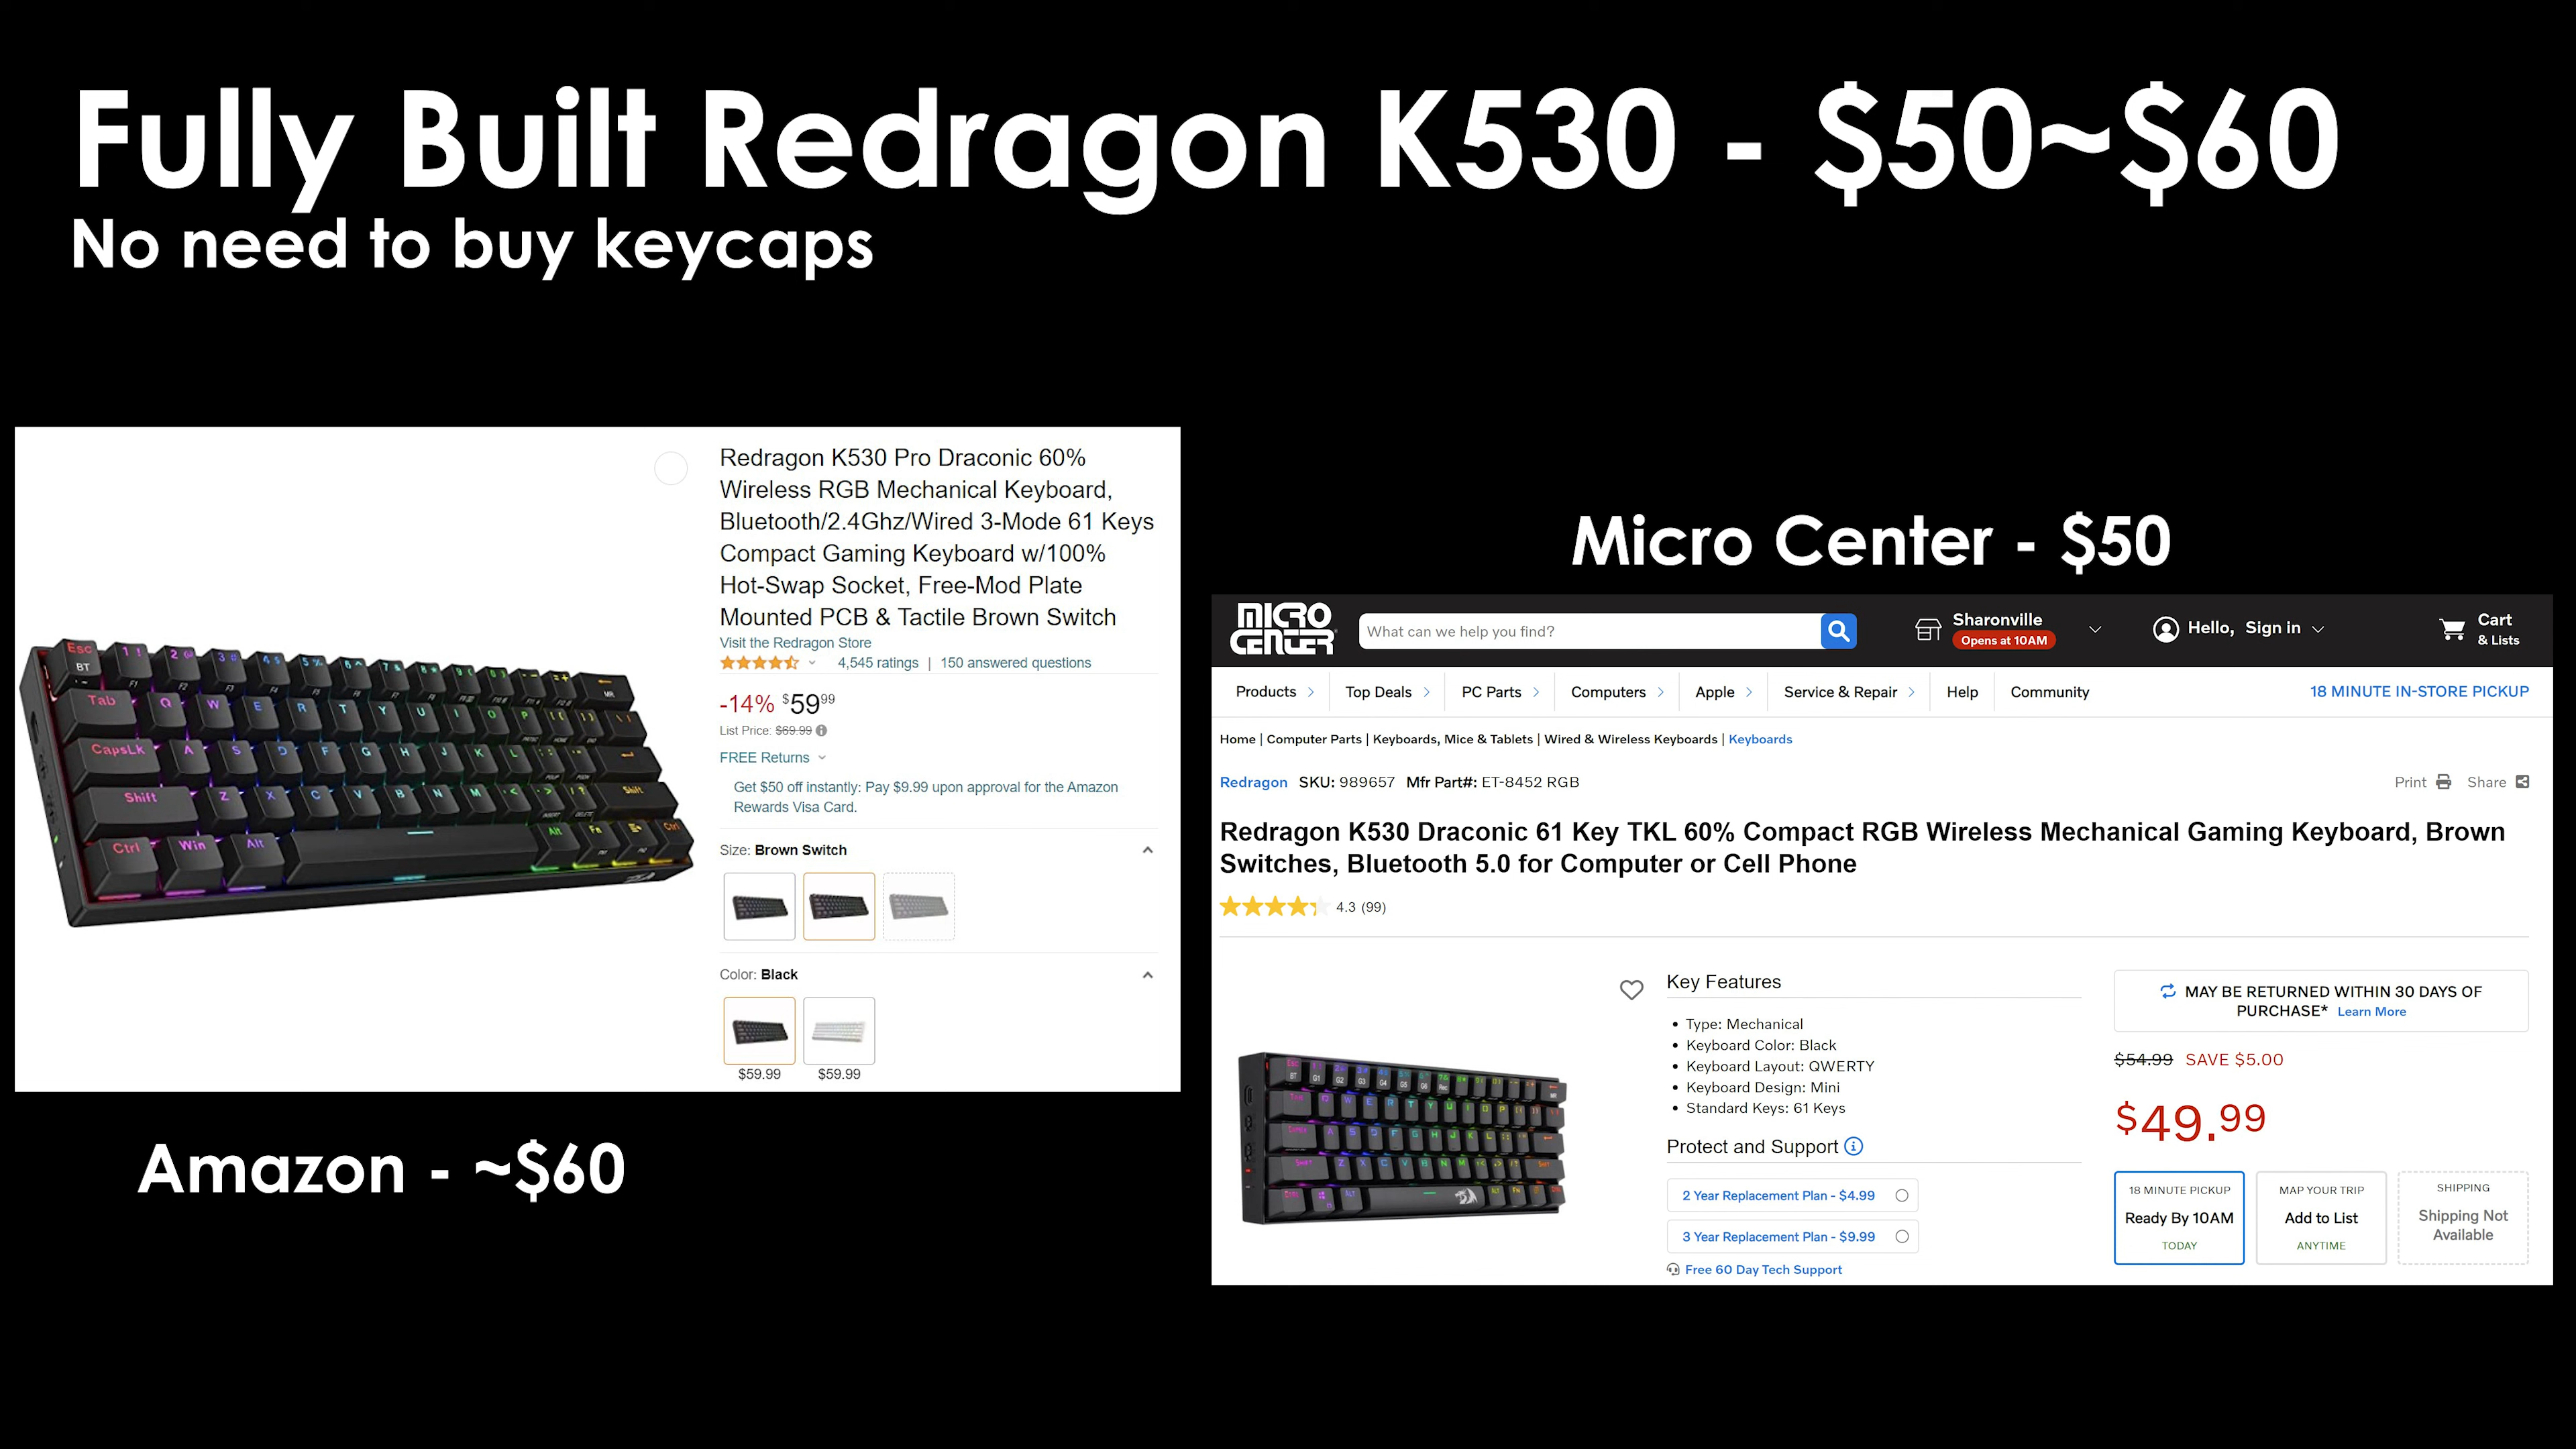 Fully Built Redragon K530 - $50~$60
No need to buy keycaps
Redragon K530 Pro Draconic 60%
Wireless RGB Mechanical Keyboard,
Bluetooth/2.4Ghz/Wired 3-Mode 61 Keys
Compact Gaming Keyboard w/100%
Hot-Swap Socket, Free-Mod Plate
Mounted PCB & Tactile Brown Switch
Visit the Redragon Store
4,545 ratings | 150 answered questions
-14% $59.99
List Price: $69.99
FREE Returns
Get $50 off instantly: Pay $9.99 upon approval for the Amazon
Rewards Visa Card.
Size: Brown Switch
Color: Black
$59.99 $59.99
Esc
BT
Tab Q W E R T Y U I O P
CapsLk A S D F G H J K L
Shift Z X C V B N M Shift
Ctrl Win Alt Alt Fn Ctrl
Amazon - ~$60
Micro Center - $50
MICRO CENTER
What can we help you find?
Sharonville
Opens at 10AM
Hello, Sign in
Cart
& Lists
Products Top Deals PC Parts Computers Apple Service & Repair Help Community 18 MINUTE IN-STORE PICKUP
Home | Computer Parts | Keyboards, Mice & Tablets | Wired & Wireless Keyboards | Keyboards
Redragon SKU: 989657 Mfr Part#: ET-8452 RGB
Print Share
Redragon K530 Draconic 61 Key TKL 60% Compact RGB Wireless Mechanical Gaming Keyboard, Brown
Switches, Bluetooth 5.0 for Computer or Cell Phone
4.3 (99)
Key Features
Type: Mechanical
Keyboard Color: Black
Keyboard Layout: QWERTY
Keyboard Design: Mini
Standard Keys: 61 Keys
Protect and Support
2 Year Replacement Plan - $4.99
3 Year Replacement Plan - $9.99
Free 60 Day Tech Support
MAY BE RETURNED WITHIN 30 DAYS OF
PURCHASE* Learn More
$54.99 SAVE $5.00
$49.99
18 MINUTE PICKUP
Ready By 10AM
TODAY
MAP YOUR TRIP
Add to List
ANYTIME
SHIPPING
Shipping Not
Available